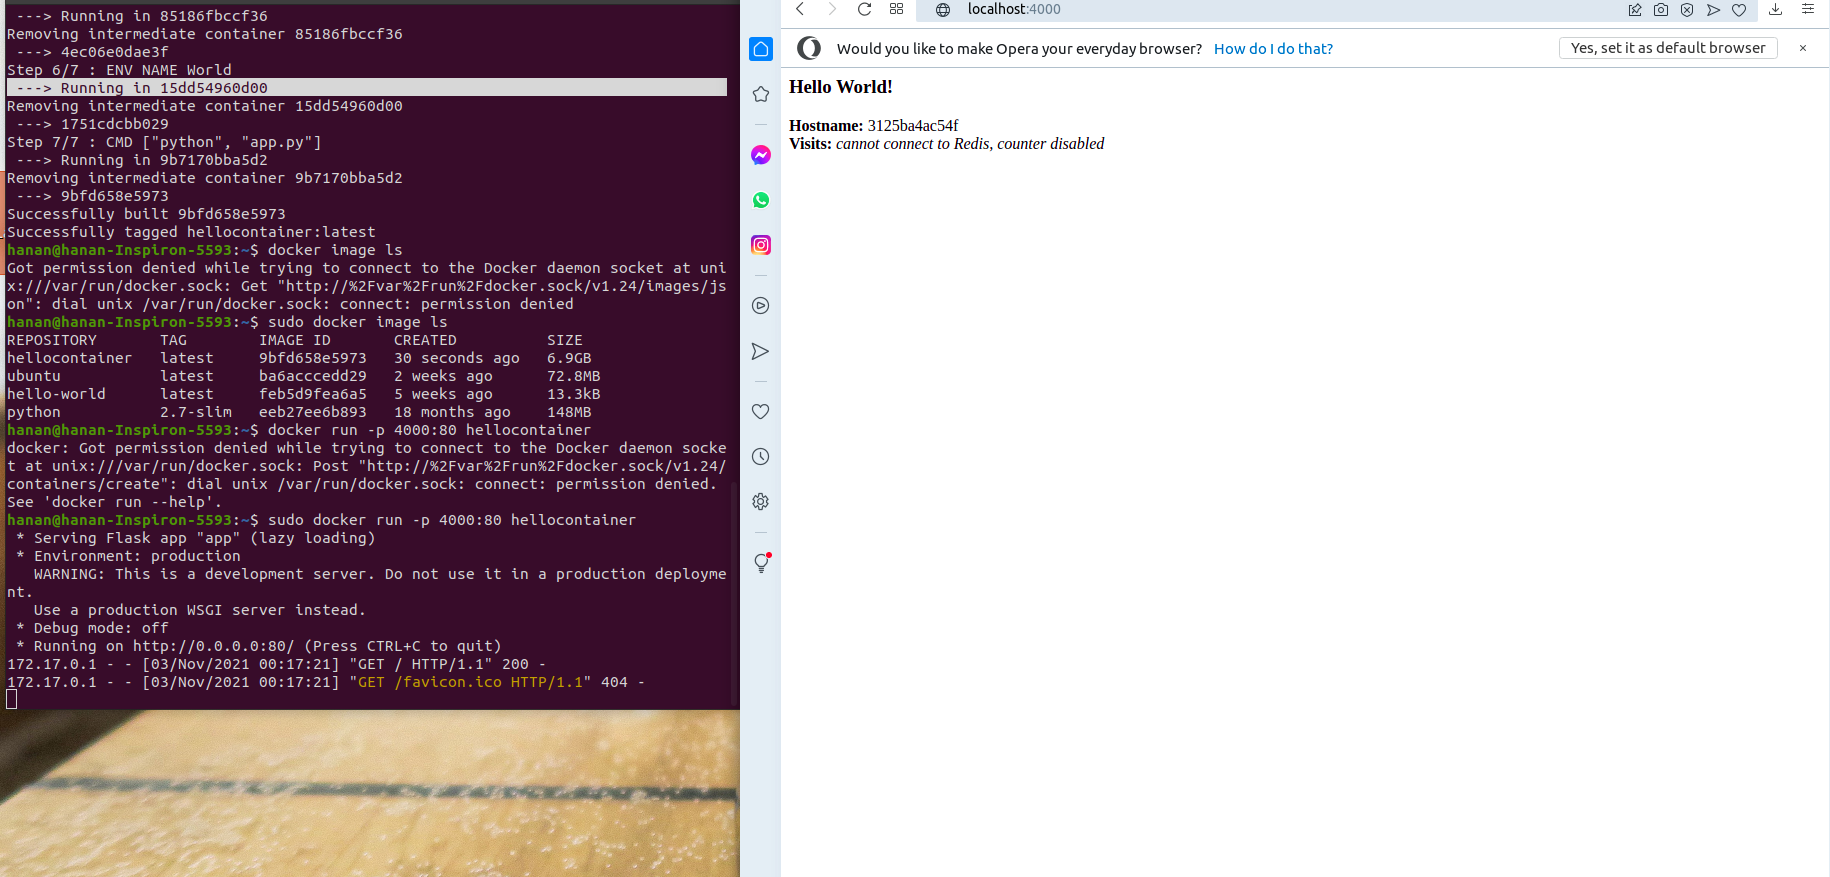 ---> Running in 85186fbccf36
Removing intermediate container 85186fbccf36
 ---> 4ec06e0dae3f
Step 6/7 : ENV NAME World
 ---> Running in 15dd54960d00
Removing intermediate container 15dd54960d00
 ---> 1751cdcbb029
Step 7/7 : CMD ["python", "app.py"]
 ---> Running in 9b7170bba5d2
Removing intermediate container 9b7170bba5d2
 ---> 9bfd658e5973
Successfully built 9bfd658e5973
Successfully tagged hellocontainer:latest
hanan@hanan-Inspiron-5593:~$ docker image ls
Got permission denied while trying to connect to the Docker daemon socket at uni
x:///var/run/docker.sock: Get "http://%2Fvar%2Frun%2Fdocker.sock/v1.24/images/js
on": dial unix /var/run/docker.sock: connect: permission denied
hanan@hanan-Inspiron-5593:~$ sudo docker image ls
REPOSITORY       TAG        IMAGE ID       CREATED          SIZE
hellocontainer   latest     9bfd658e5973   30 seconds ago   6.9GB
ubuntu           latest     ba6acccedd29   2 weeks ago      72.8MB
hello-world      latest     feb5d9fea6a5   5 weeks ago      13.3kB
python           2.7-slim   eeb27ee6b893   18 months ago    148MB
hanan@hanan-Inspiron-5593:~$ docker run -p 4000:80 hellocontainer
docker: Got permission denied while trying to connect to the Docker daemon socke
t at unix:///var/run/docker.sock: Post "http://%2Fvar%2Frun%2Fdocker.sock/v1.24/
containers/create": dial unix /var/run/docker.sock: connect: permission denied.
See 'docker run --help'.
hanan@hanan-Inspiron-5593:~$ sudo docker run -p 4000:80 hellocontainer
 * Serving Flask app "app" (lazy loading)
 * Environment: production
   WARNING: This is a development server. Do not use it in a production deployme
nt.
   Use a production WSGI server instead.
 * Debug mode: off
 * Running on http://0.0.0.0:80/ (Press CTRL+C to quit)
172.17.0.1 - - [03/Nov/2021 00:17:21] "GET / HTTP/1.1" 200 -
172.17.0.1 - - [03/Nov/2021 00:17:21] "GET /favicon.ico HTTP/1.1" 404 -
localhost:4000
Would you like to make Opera your everyday browser? How do I do that? Yes, set it as default browser ×
Hello World!
Hostname: 3125ba4ac54f
Visits: cannot connect to Redis, counter disabled